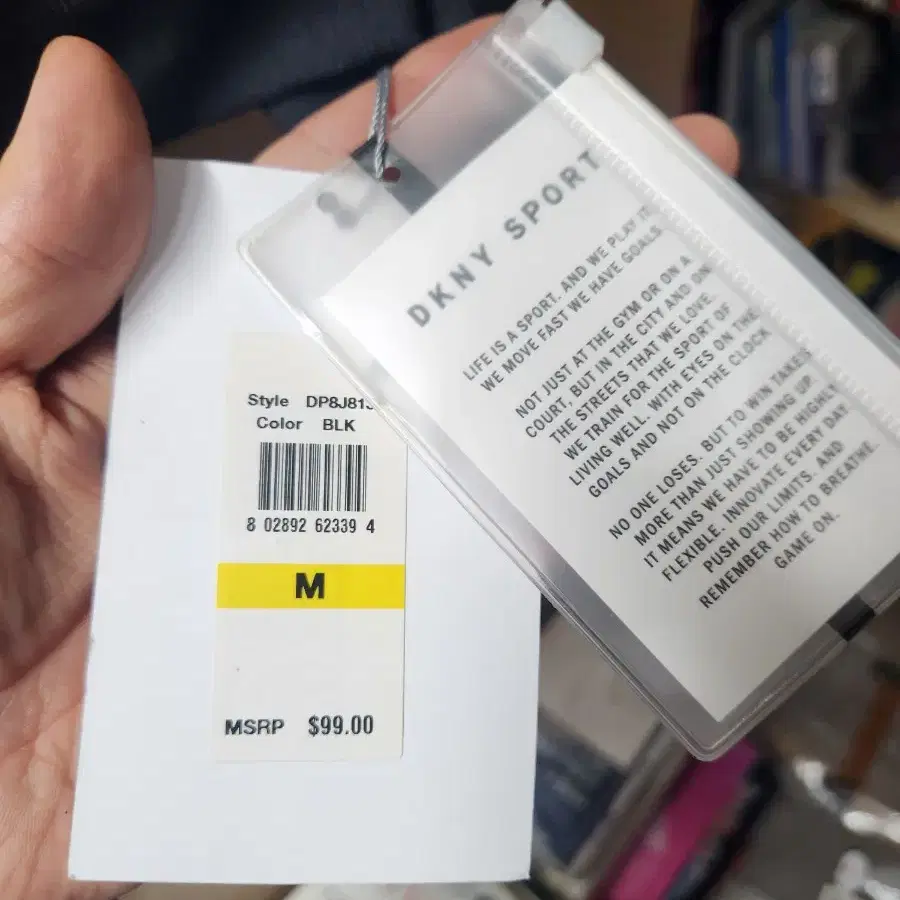 Style
Color BLK
8 02892 62339 4
M
MSRP $99.00
DKNY SPORT
LIFE IS A SPORT. AND WE PLAY IT
WE MOVE FAST WE HAVE GOALS
NOT JUST AT THE GYM OR ON A
COURT, BUT IN THE CITY AND ON
THE STREETS THAT WE LOVE.
WE TRAIN FOR THE SPORT OF
LIVING WELL. WITH EYES ON THE
GOALS AND NOT ON THE CLOCK
NO ONE LOSES. BUT TO WIN TAKES
MORE THAN JUST SHOWING UP.
IT MEANS WE HAVE TO BE HIGHLY
FLEXIBLE. INNOVATE EVERY DAY
PUSH OUR LIMITS. AND
REMEMBER HOW TO BREATHE.
GAME ON.